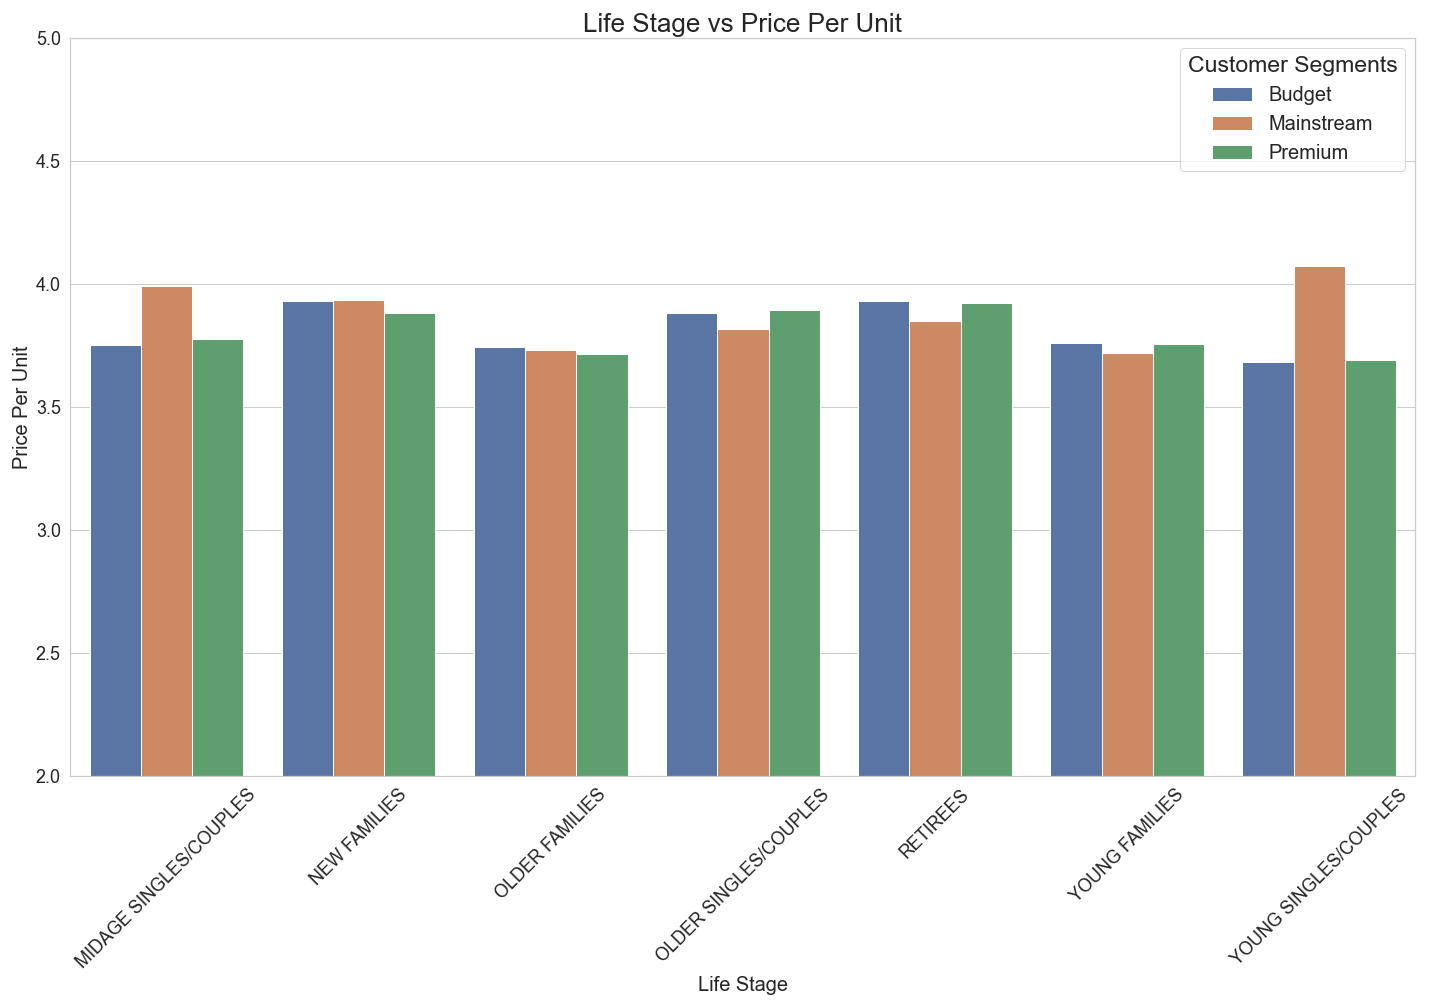 Life Stage vs Price Per Unit
Customer Segments
Budget
Mainstream
Premium
Price Per Unit
5.0
4.5
4.0
3.5
3.0
2.5
2.0
MIDAGE SINGLES/COUPLES
NEW FAMILIES
OLDER FAMILIES
OLDER SINGLES/COUPLES
RETIREES
YOUNG FAMILIES
YOUNG SINGLES/COUPLES
Life Stage